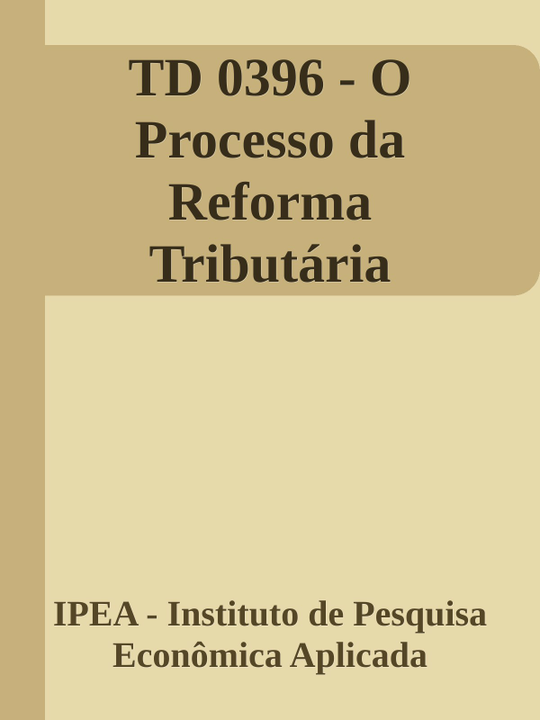 TD 0396 - O
Processo da
Reforma
Tributária
IPEA - Instituto de Pesquisa
Econômica Aplicada